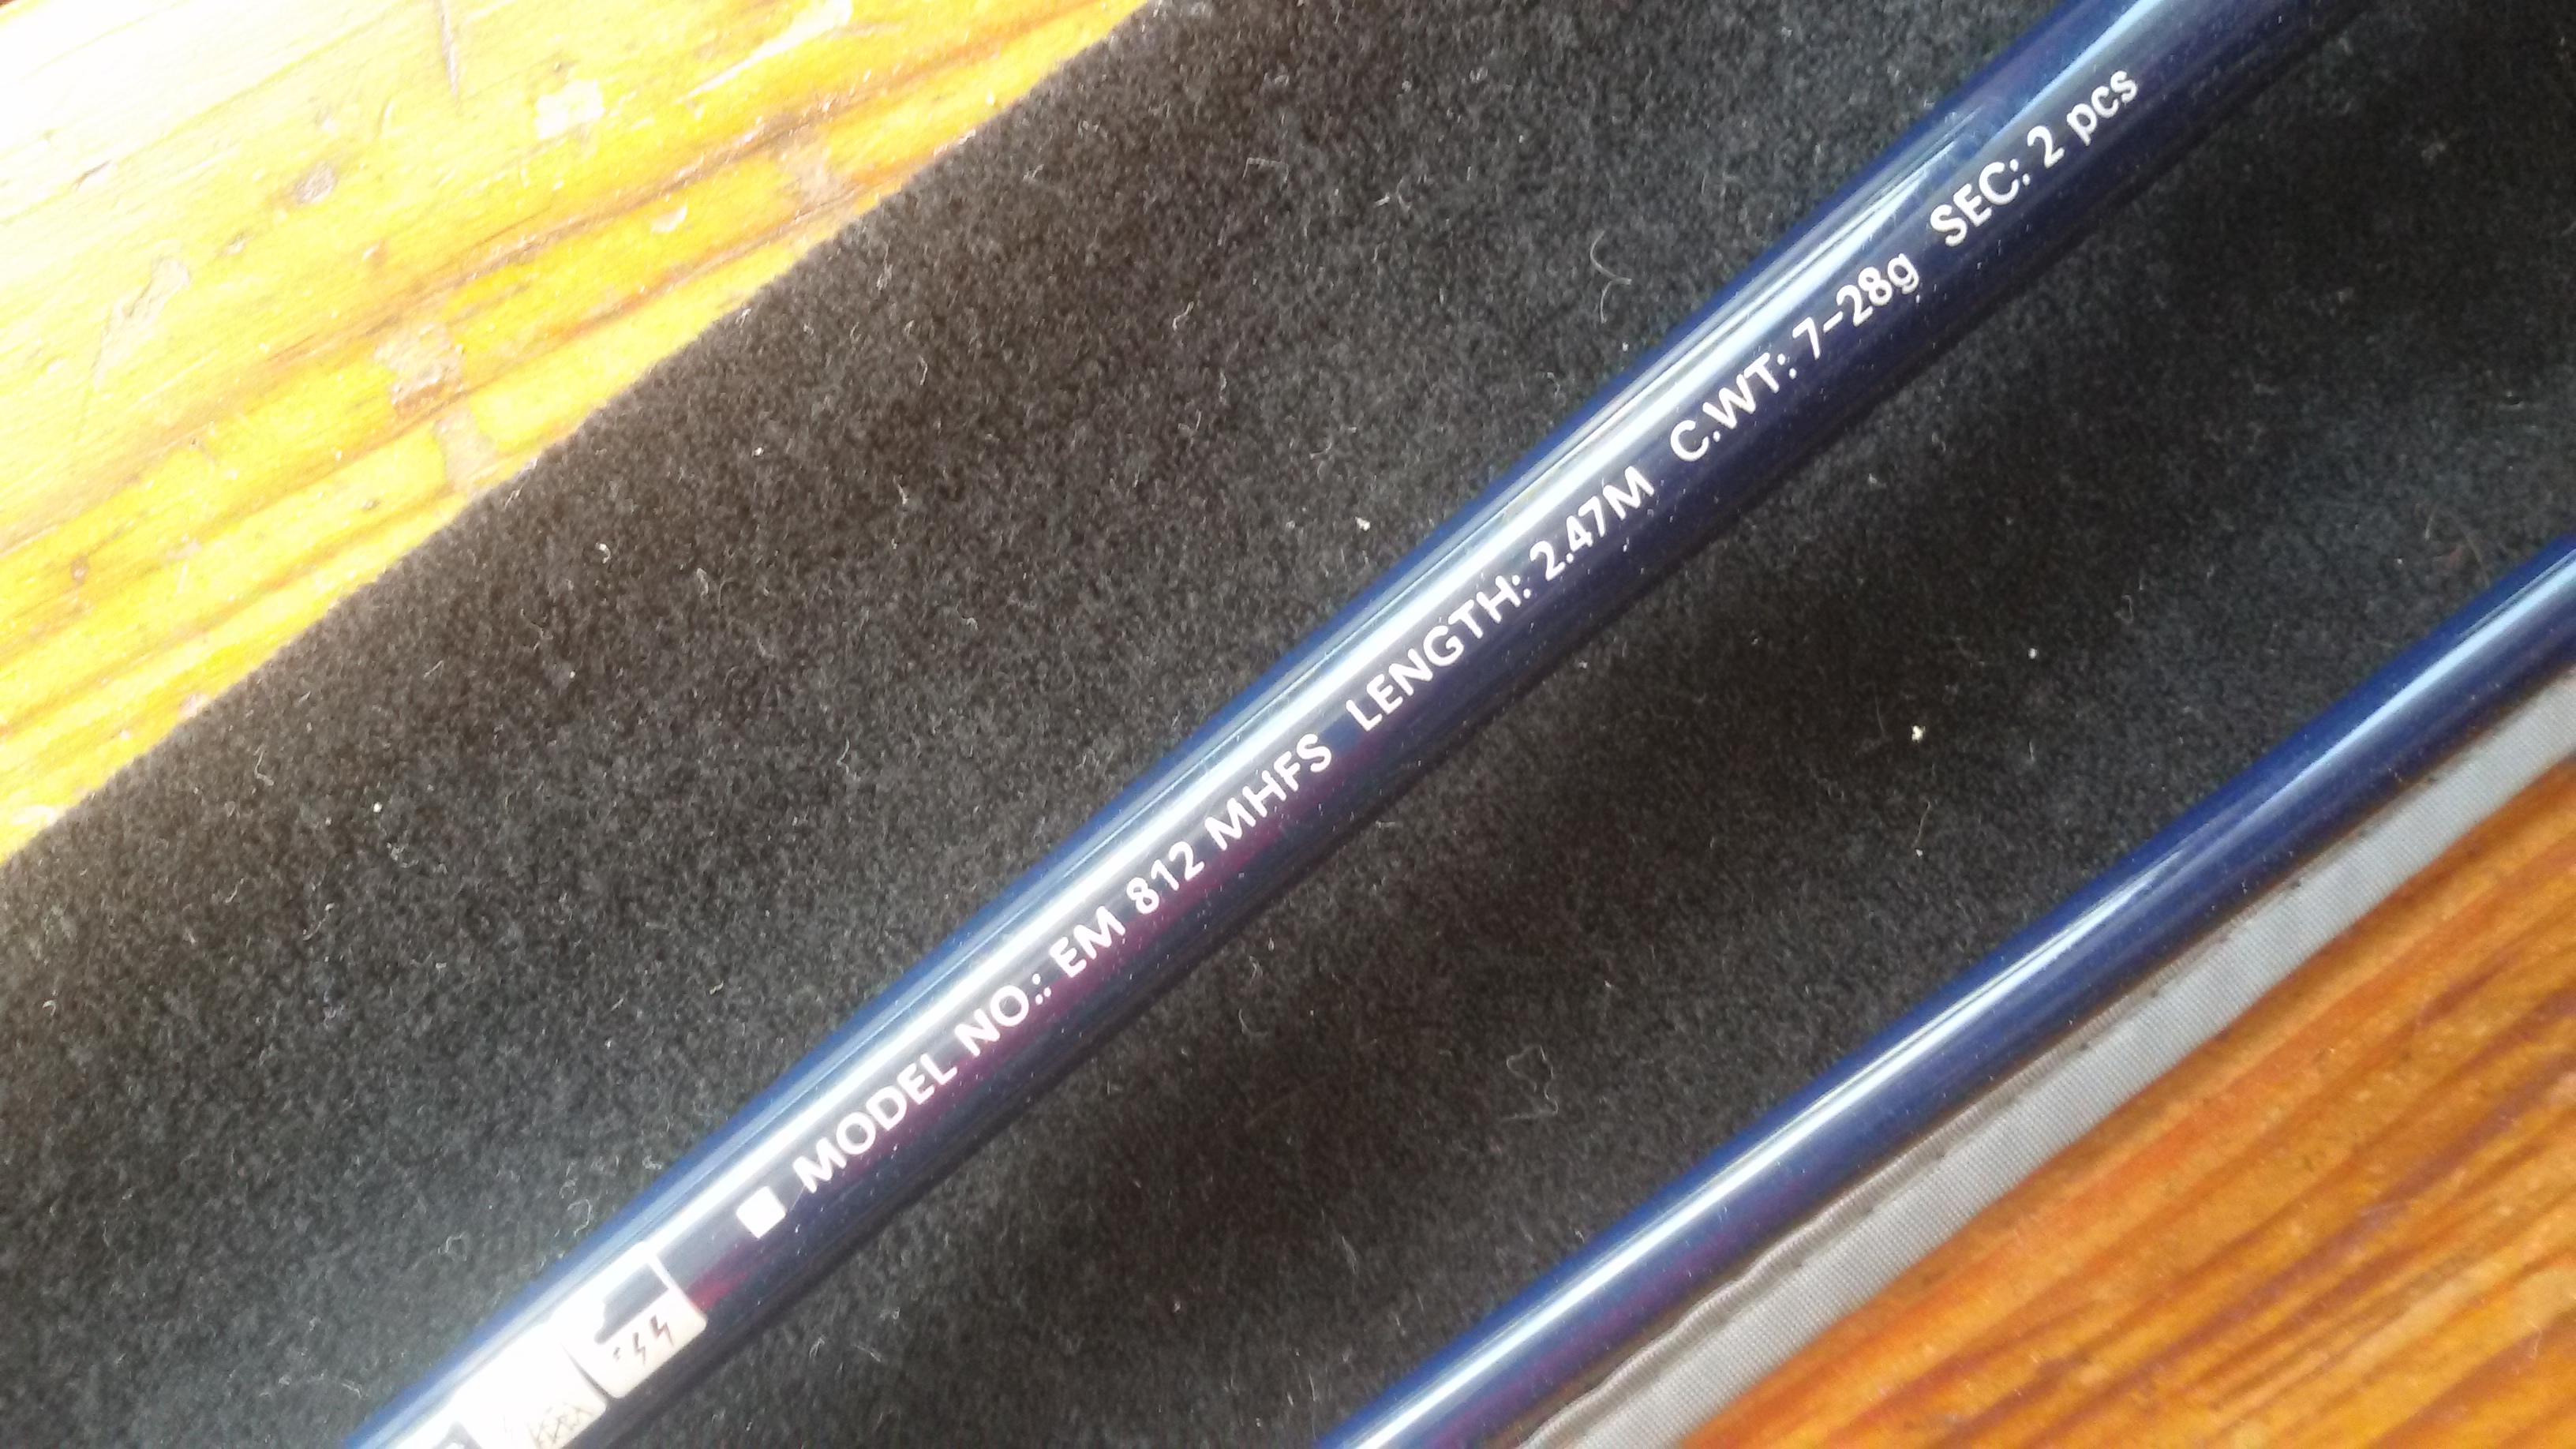 ■ MODEL NO.: EM 812 MHFS LENGTH: 2.47M C.WT: 7-28g SEC: 2 pcs